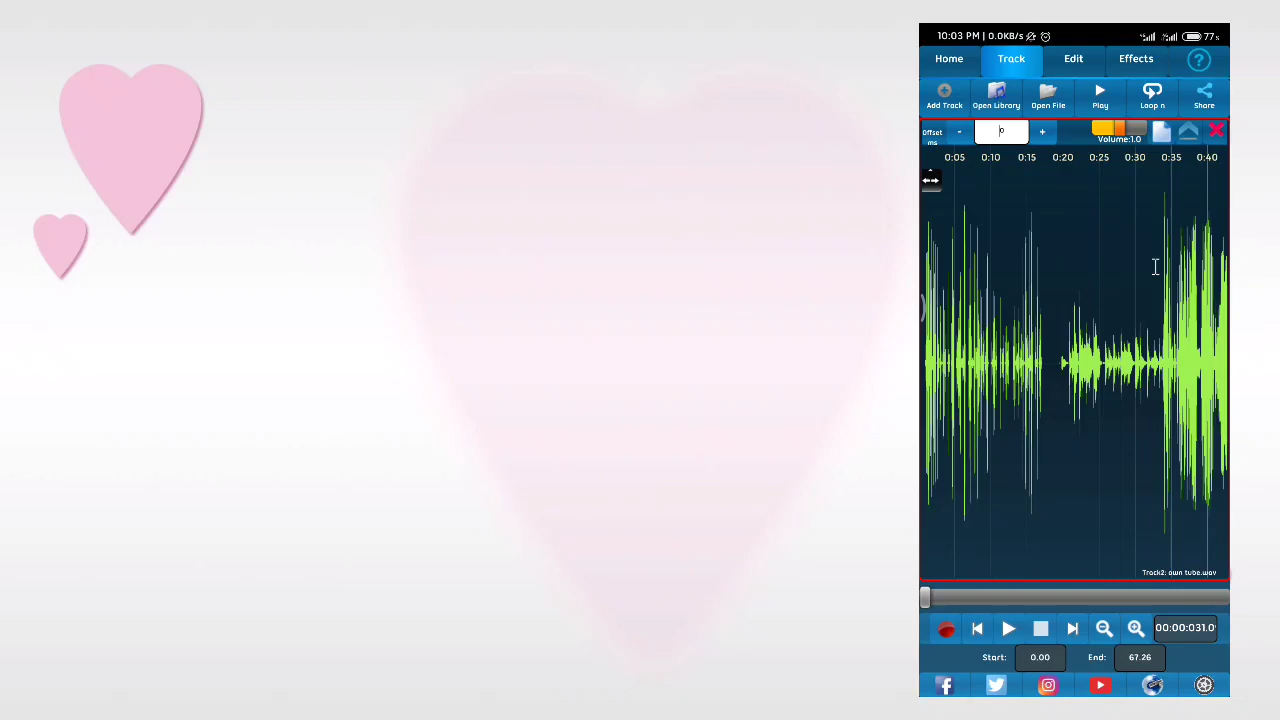 10:03 PM | 0.0KB/s 77%
Home Track Edit Effects ?
Add Track Open Library Open File Play Loop n Share
Offset ms - 0 + Volume:1.0
0:05 0:10 0:15 0:20 0:25 0:30 0:35 0:40
Track2: own tube.wav
00:00:031.0
Start: 0.00 End: 67.26